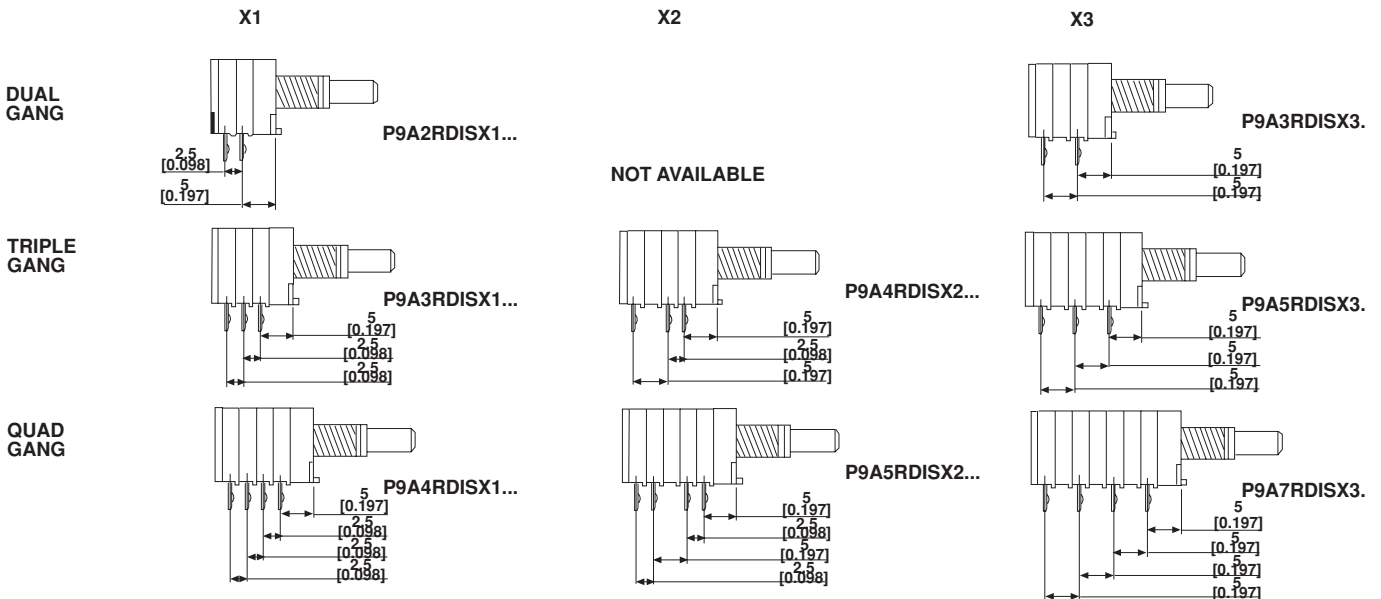 X1
X2
X3
DUAL
GANG
P9A2RDISX1...
2.5
[0.098]
5
[0.197]
NOT AVAILABLE
P9A3RDISX3.
5
[0.197]
5
[0.197]
TRIPLE
GANG
P9A3RDISX1...
5
[0.197]
2.5
[0.098]
2.5
[0.098]
P9A4RDISX2...
5
[0.197]
2.5
[0.098]
5
[0.197]
P9A5RDISX3.
5
[0.197]
5
[0.197]
5
[0.197]
QUAD
GANG
P9A4RDISX1...
5
[0.197]
2.5
[0.098]
2.5
[0.098]
2.5
[0.098]
P9A5RDISX2...
5
[0.197]
2.5
[0.098]
5
[0.197]
2.5
[0.098]
P9A7RDISX3.
5
[0.197]
5
[0.197]
5
[0.197]
5
[0.197]